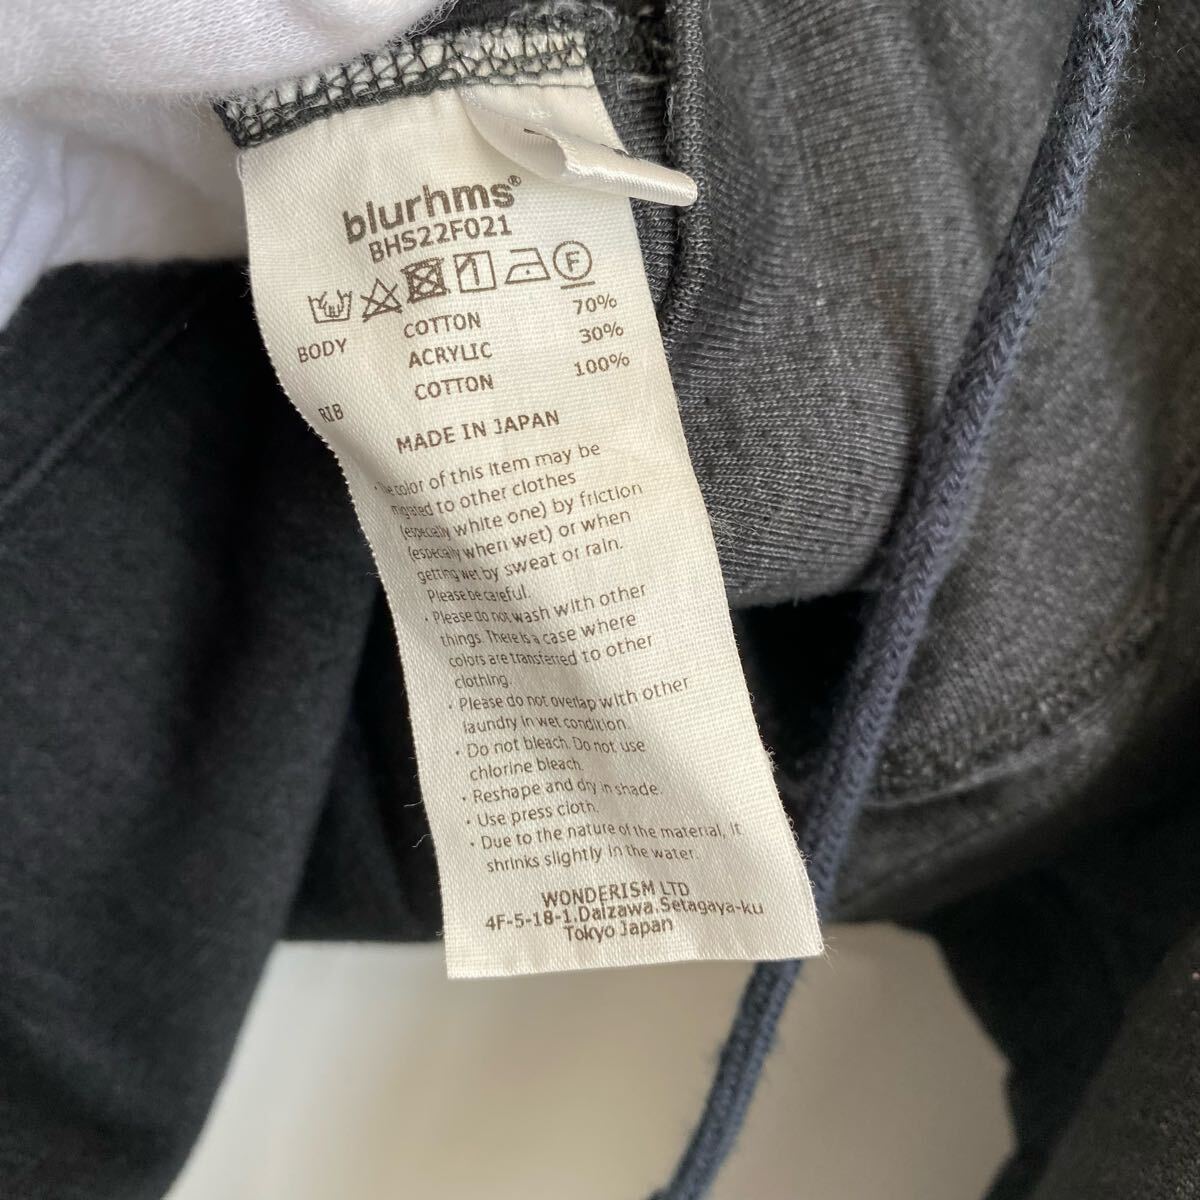 blurhms®
BHS22F021
F
BODY COTTON 70%
ACRYLIC 30%
RIB COTTON 100%
MADE IN JAPAN
· The color of this item may be
migrated to other clothes
(especially white one) by friction
(especially when wet) or when
getting wet by sweat or rain.
Please be careful.
· Please do not wash with other
things. There is a case where
colors are transferred to other
clothing.
· Please do not overlap with other
laundry in wet condition.
· Do not bleach. Do not use
chlorine bleach.
· Reshape and dry in shade.
· Use press cloth.
· Due to the nature of the material, it
shrinks slightly in the water.
WONDERISM LTD
4F-5-18-1.Daizawa.Setagaya-ku
Tokyo Japan